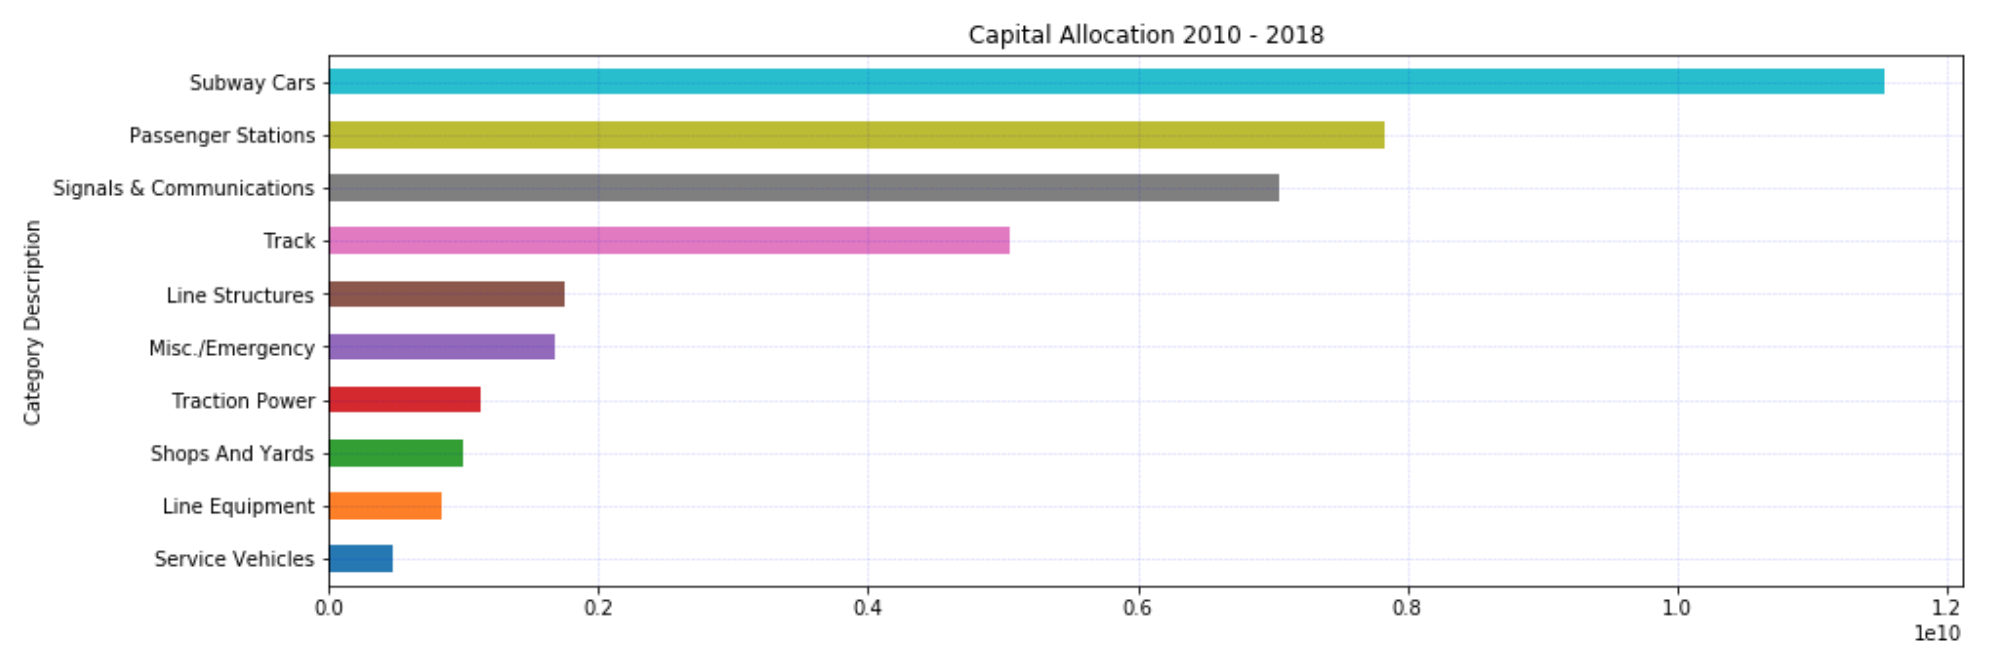 Capital Allocation 2010 - 2018
Subway Cars
Passenger Stations
Signals & Communications
Track
Line Structures
Misc./Emergency
Traction Power
Shops And Yards
Line Equipment
Service Vehicles
Category Description
0.0 0.2 0.4 0.6 0.8 1.0 1.2
1e10